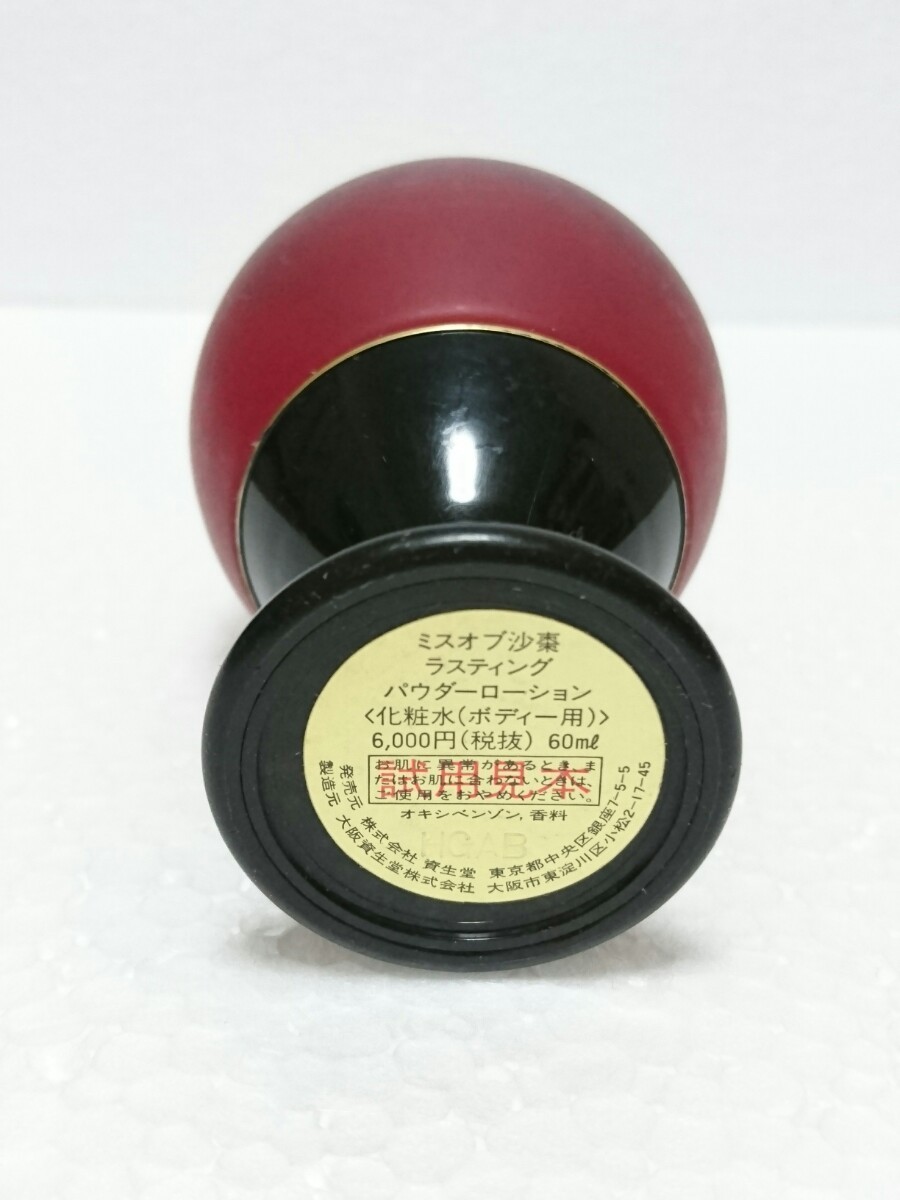 ミスオブ沙棗
ラスティング
パウダーローション
<化粧水(ボディー用)>
6,000円(税抜) 60mℓ
お肌に異常があるときま
たはお肌に合わないときは
ご使用をおやめください。
試用見本
オキシベンゾン, 香料
HGAB
発売元 株式会社 資生堂 東京都中央区銀座7-5-5
製造元 大阪資生堂株式会社 大阪市東淀川区小松2-17-45